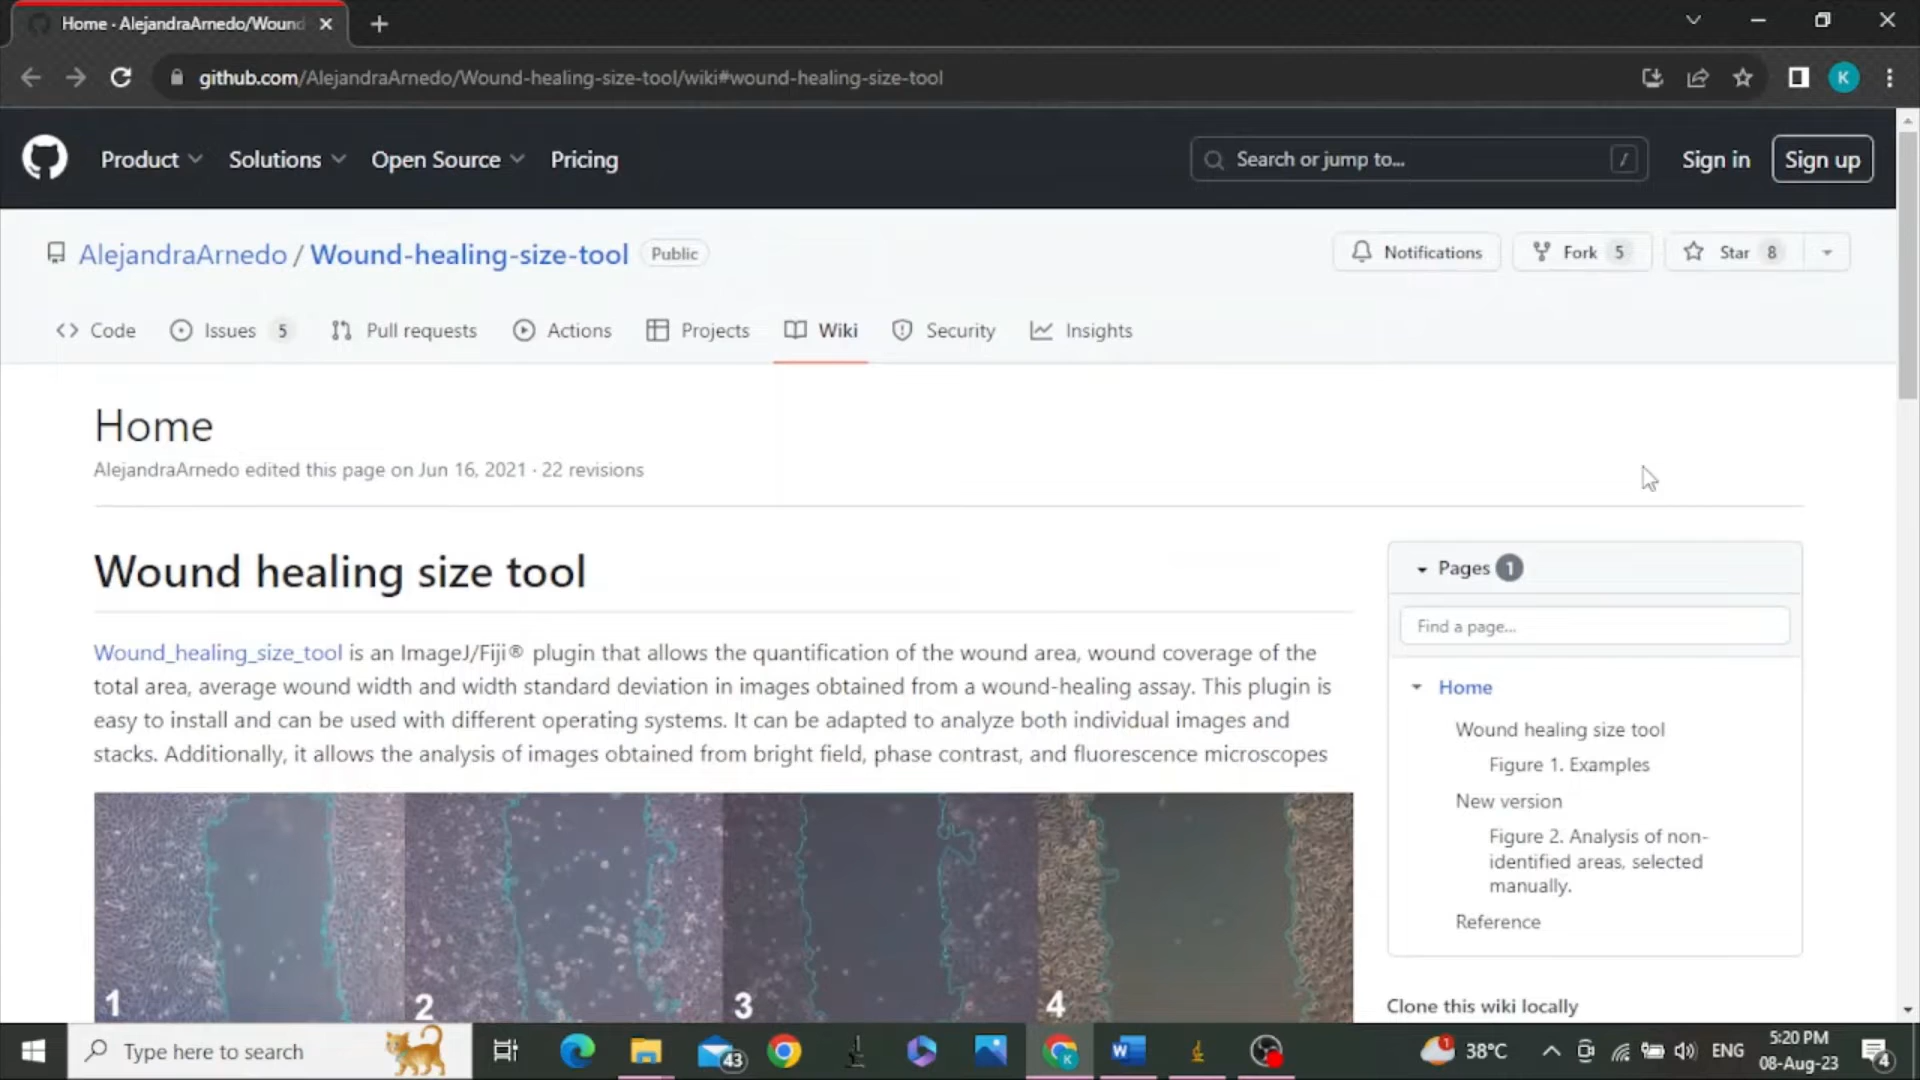 Home · AlejandraArnedo/Wound
github.com/AlejandraArnedo/Wound-healing-size-tool/wiki#wound-healing-size-tool
K
Product
Solutions
Open Source
Pricing
Search or jump to...
/
Sign in
Sign up
AlejandraArnedo / Wound-healing-size-tool
Public
Notifications
Fork 5
Star 8
Code
Issues 5
Pull requests
Actions
Projects
Wiki
Security
Insights
Home
AlejandraArnedo edited this page on Jun 16, 2021 · 22 revisions
Wound healing size tool
Wound_healing_size_tool is an ImageJ/Fiji® plugin that allows the quantification of the wound area, wound coverage of the
total area, average wound width and width standard deviation in images obtained from a wound-healing assay. This plugin is
easy to install and can be used with different operating systems. It can be adapted to analyze both individual images and
stacks. Additionally, it allows the analysis of images obtained from bright field, phase contrast, and fluorescence microscopes
1
2
3
4
Pages 1
Find a page...
Home
Wound healing size tool
Figure 1. Examples
New version
Figure 2. Analysis of non-
identified areas, selected
manually.
Reference
Clone this wiki locally
Type here to search
43
K
W
1
38°C
ENG
5:20 PM
08-Aug-23
4